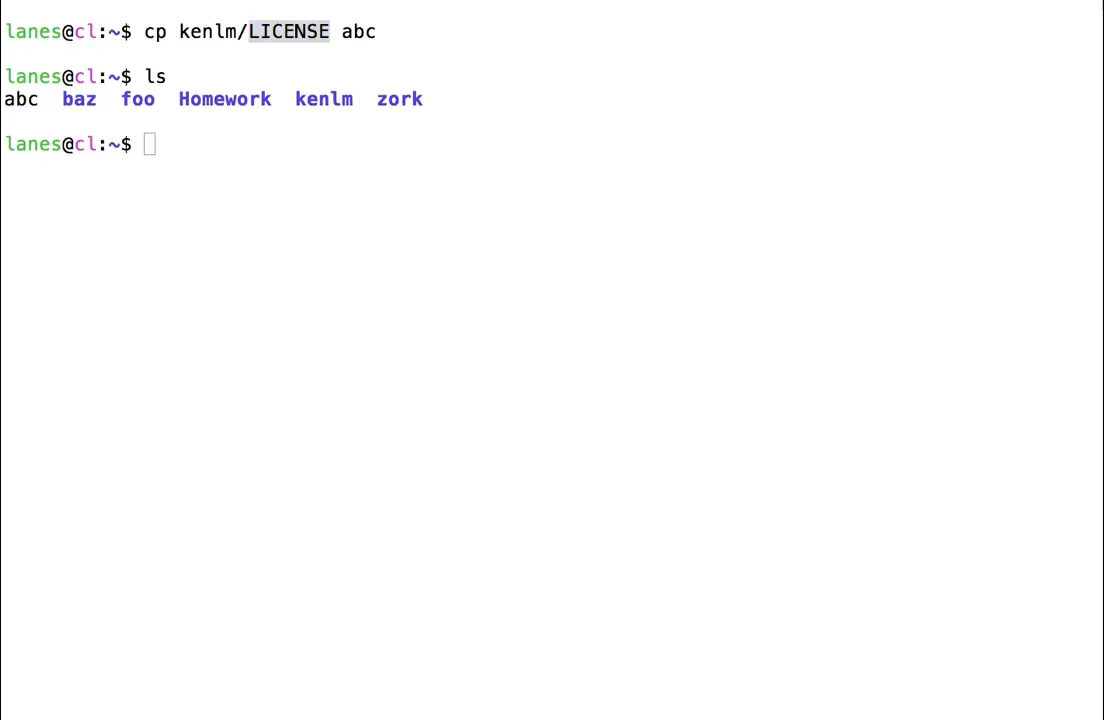 lanes@cl:~$ cp kenlm/LICENSE abc
lanes@cl:~$ ls
abc  baz  foo  Homework  kenlm  zork
lanes@cl:~$